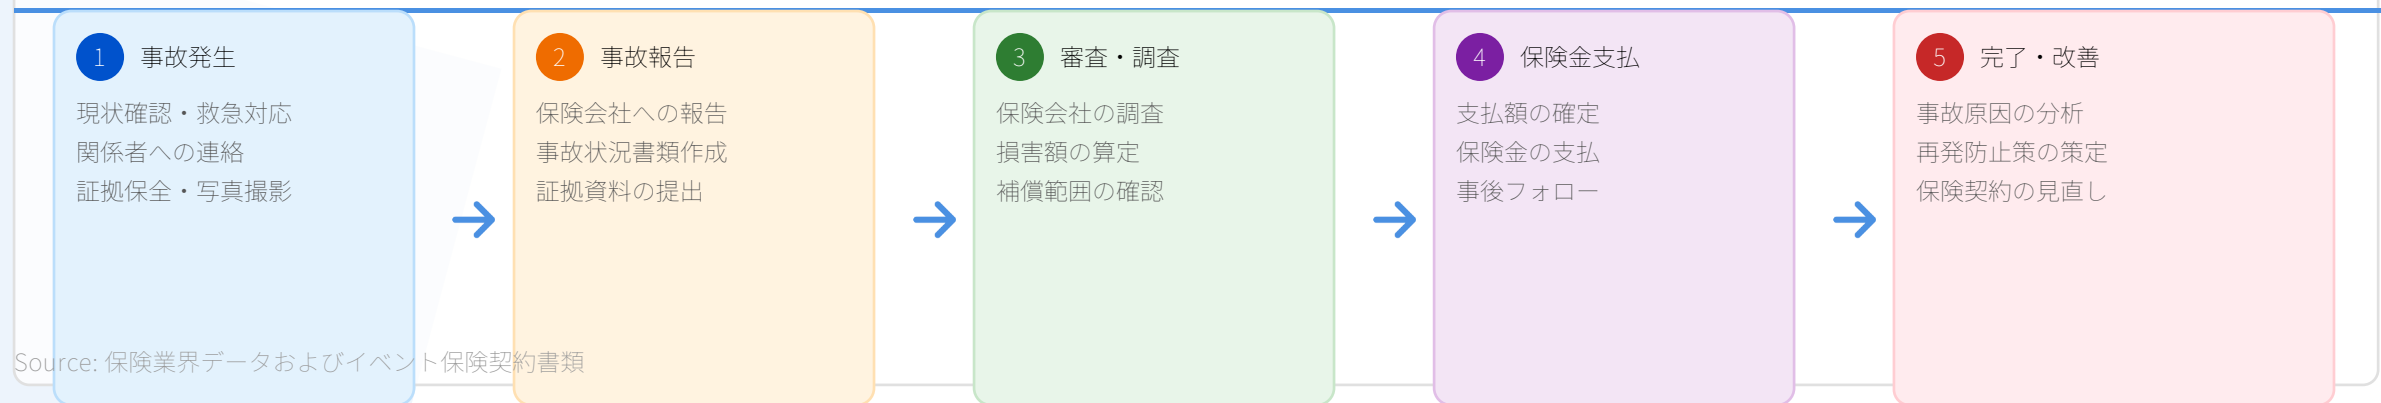 1 事故発生
現状確認・救急対応
関係者への連絡
証拠保全・写真撮影
2 事故報告
保険会社への報告
事故状況書類作成
証拠資料の提出
3 審査・調査
保険会社の調査
損害額の算定
補償範囲の確認
4 保険金支払
支払額の確定
保険金の支払
事後フォロー
5 完了・改善
事故原因の分析
再発防止策の策定
保険契約の見直し
Source: 保険業界データおよびイベント保険契約書類